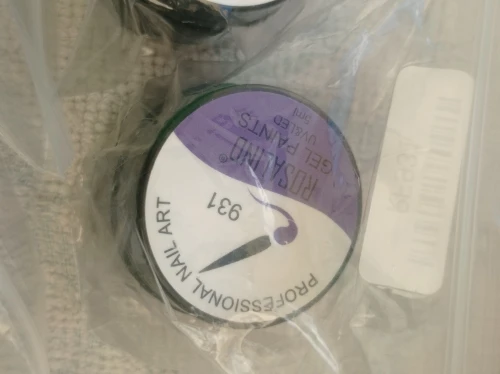 ROSALIND®
GEL PAINTS
UV&LED
5ml
931
PROFESSIONAL NAIL ART